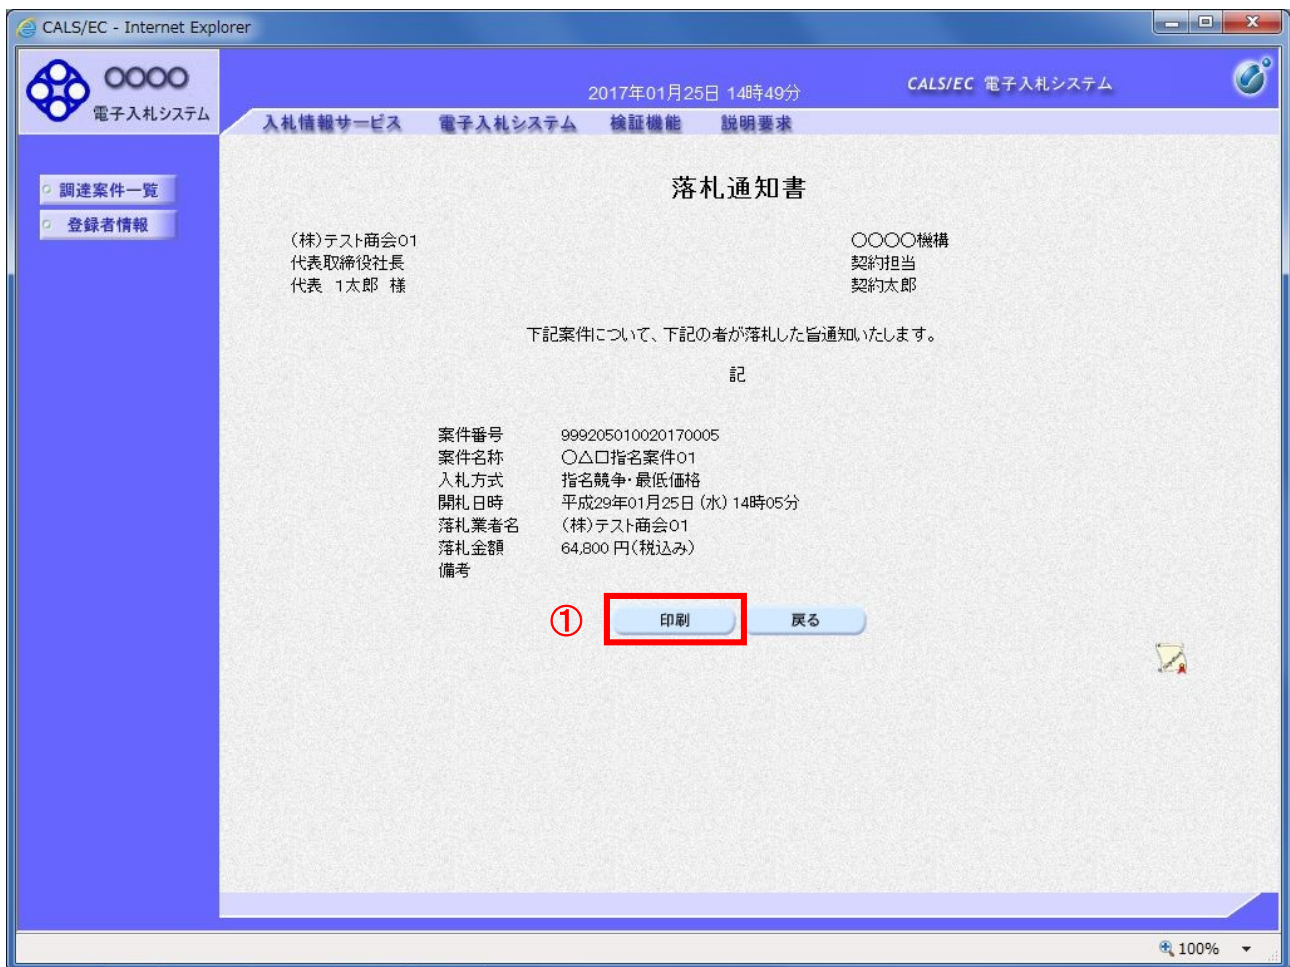 CALS/EC - Internet Explorer
〇〇〇〇
電子入札システム
2017年01月25日 14時49分
CALS/EC 電子入札システム
入札情報サービス 電子入札システム 検証機能 説明要求
調達案件一覧
登録者情報
落札通知書
(株)テスト商会01
代表取締役社長
代表 1太郎 様
〇〇〇〇機構
契約担当
契約太郎
下記案件について、下記の者が落札した旨通知いたします。
記
案件番号 999205010020170005
案件名称 〇△口指名案件01
入札方式 指名競争・最低価格
開札日時 平成29年01月25日 (水) 14時05分
落札業者名 (株)テスト商会01
落札金額 64,800 円(税込み)
備考
① 印刷 戻る
100%